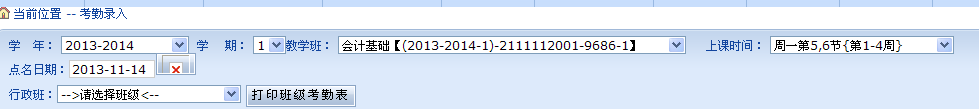 当前位置 -- 考勤录入
学 年： 2013-2014 学 期： 1 教学班： 会计基础【(2013-2014-1)-2111112001-9686-1】 上课时间： 周一第5,6节{第1-4周}
点名日期： 2013-11-14
行政班： -->请选择班级<-- 打印班级考勤表